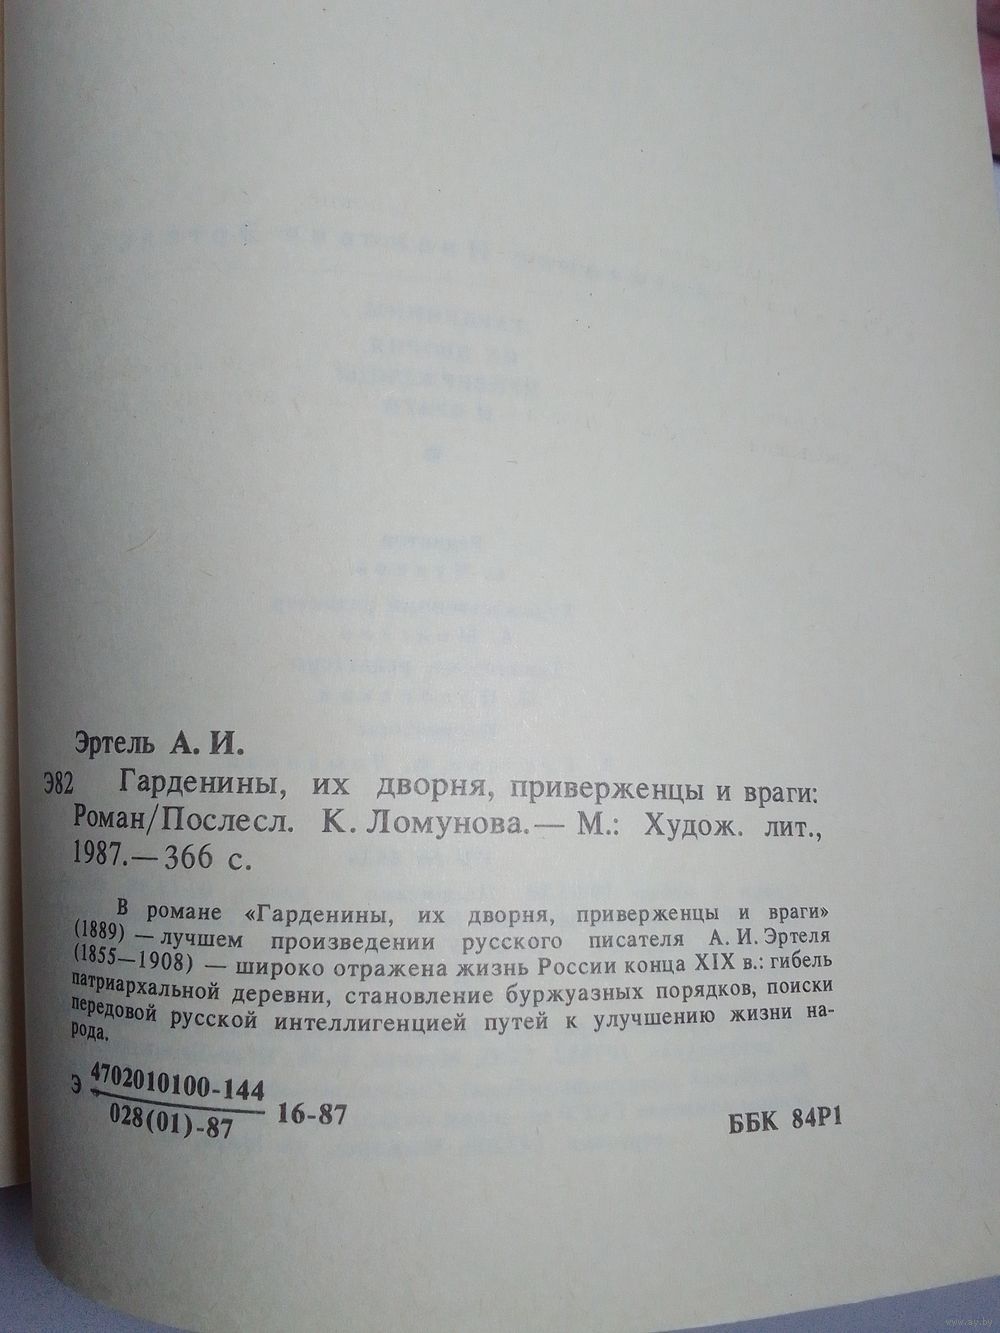 Эртель А. И.
Э82 Гарденины, их дворня, приверженцы и враги:
Роман/Послесл. К. Ломунова.— М.: Худож. лит.,
1987.—366 с.
В романе «Гарденины, их дворня, приверженцы и враги»
(1889) — лучшем произведении русского писателя А. И. Эртеля
(1855—1908) — широко отражена жизнь России конца XIX в.: гибель
патриархальной деревни, становление буржуазных порядков, поиски
передовой русской интеллигенцией путей к улучшению жизни на-
рода.
Э 4702010100-144
028(01)-87 16-87
ББК 84Р1
www.ay.by